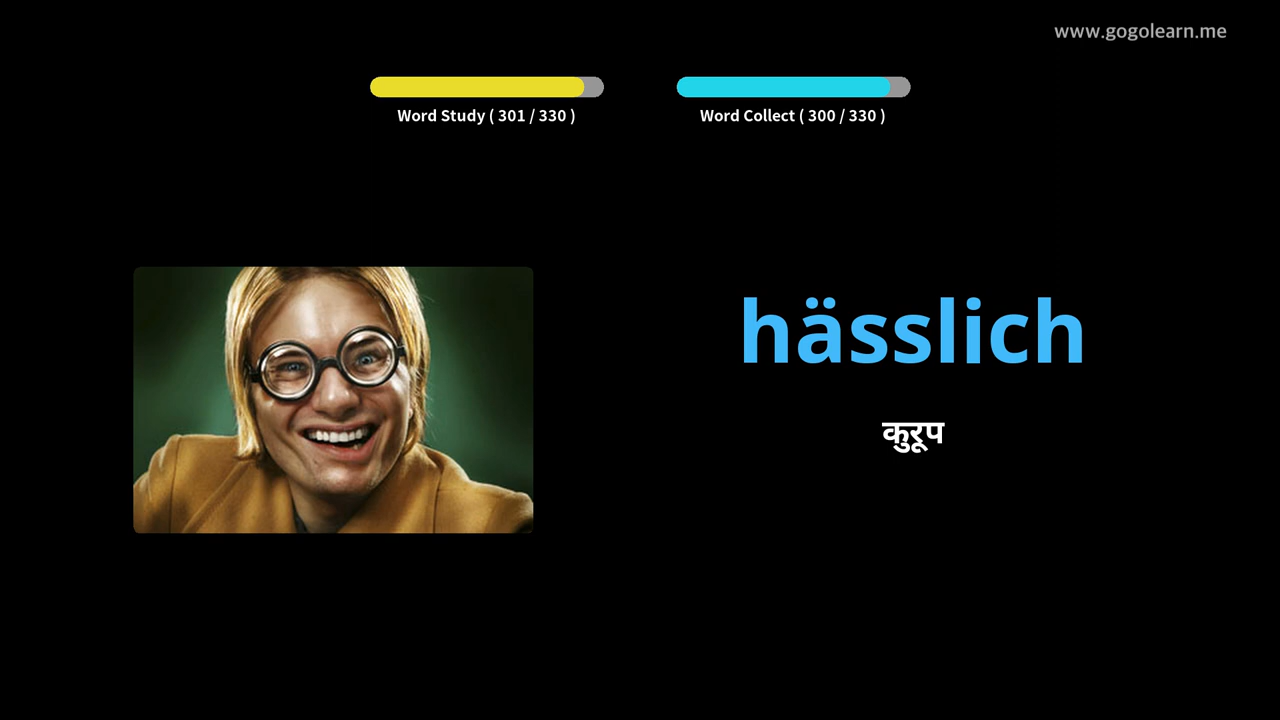 www.gogolearn.me
Word Study ( 301 / 330 )
Word Collect ( 300 / 330 )
hässlich
कुरूप